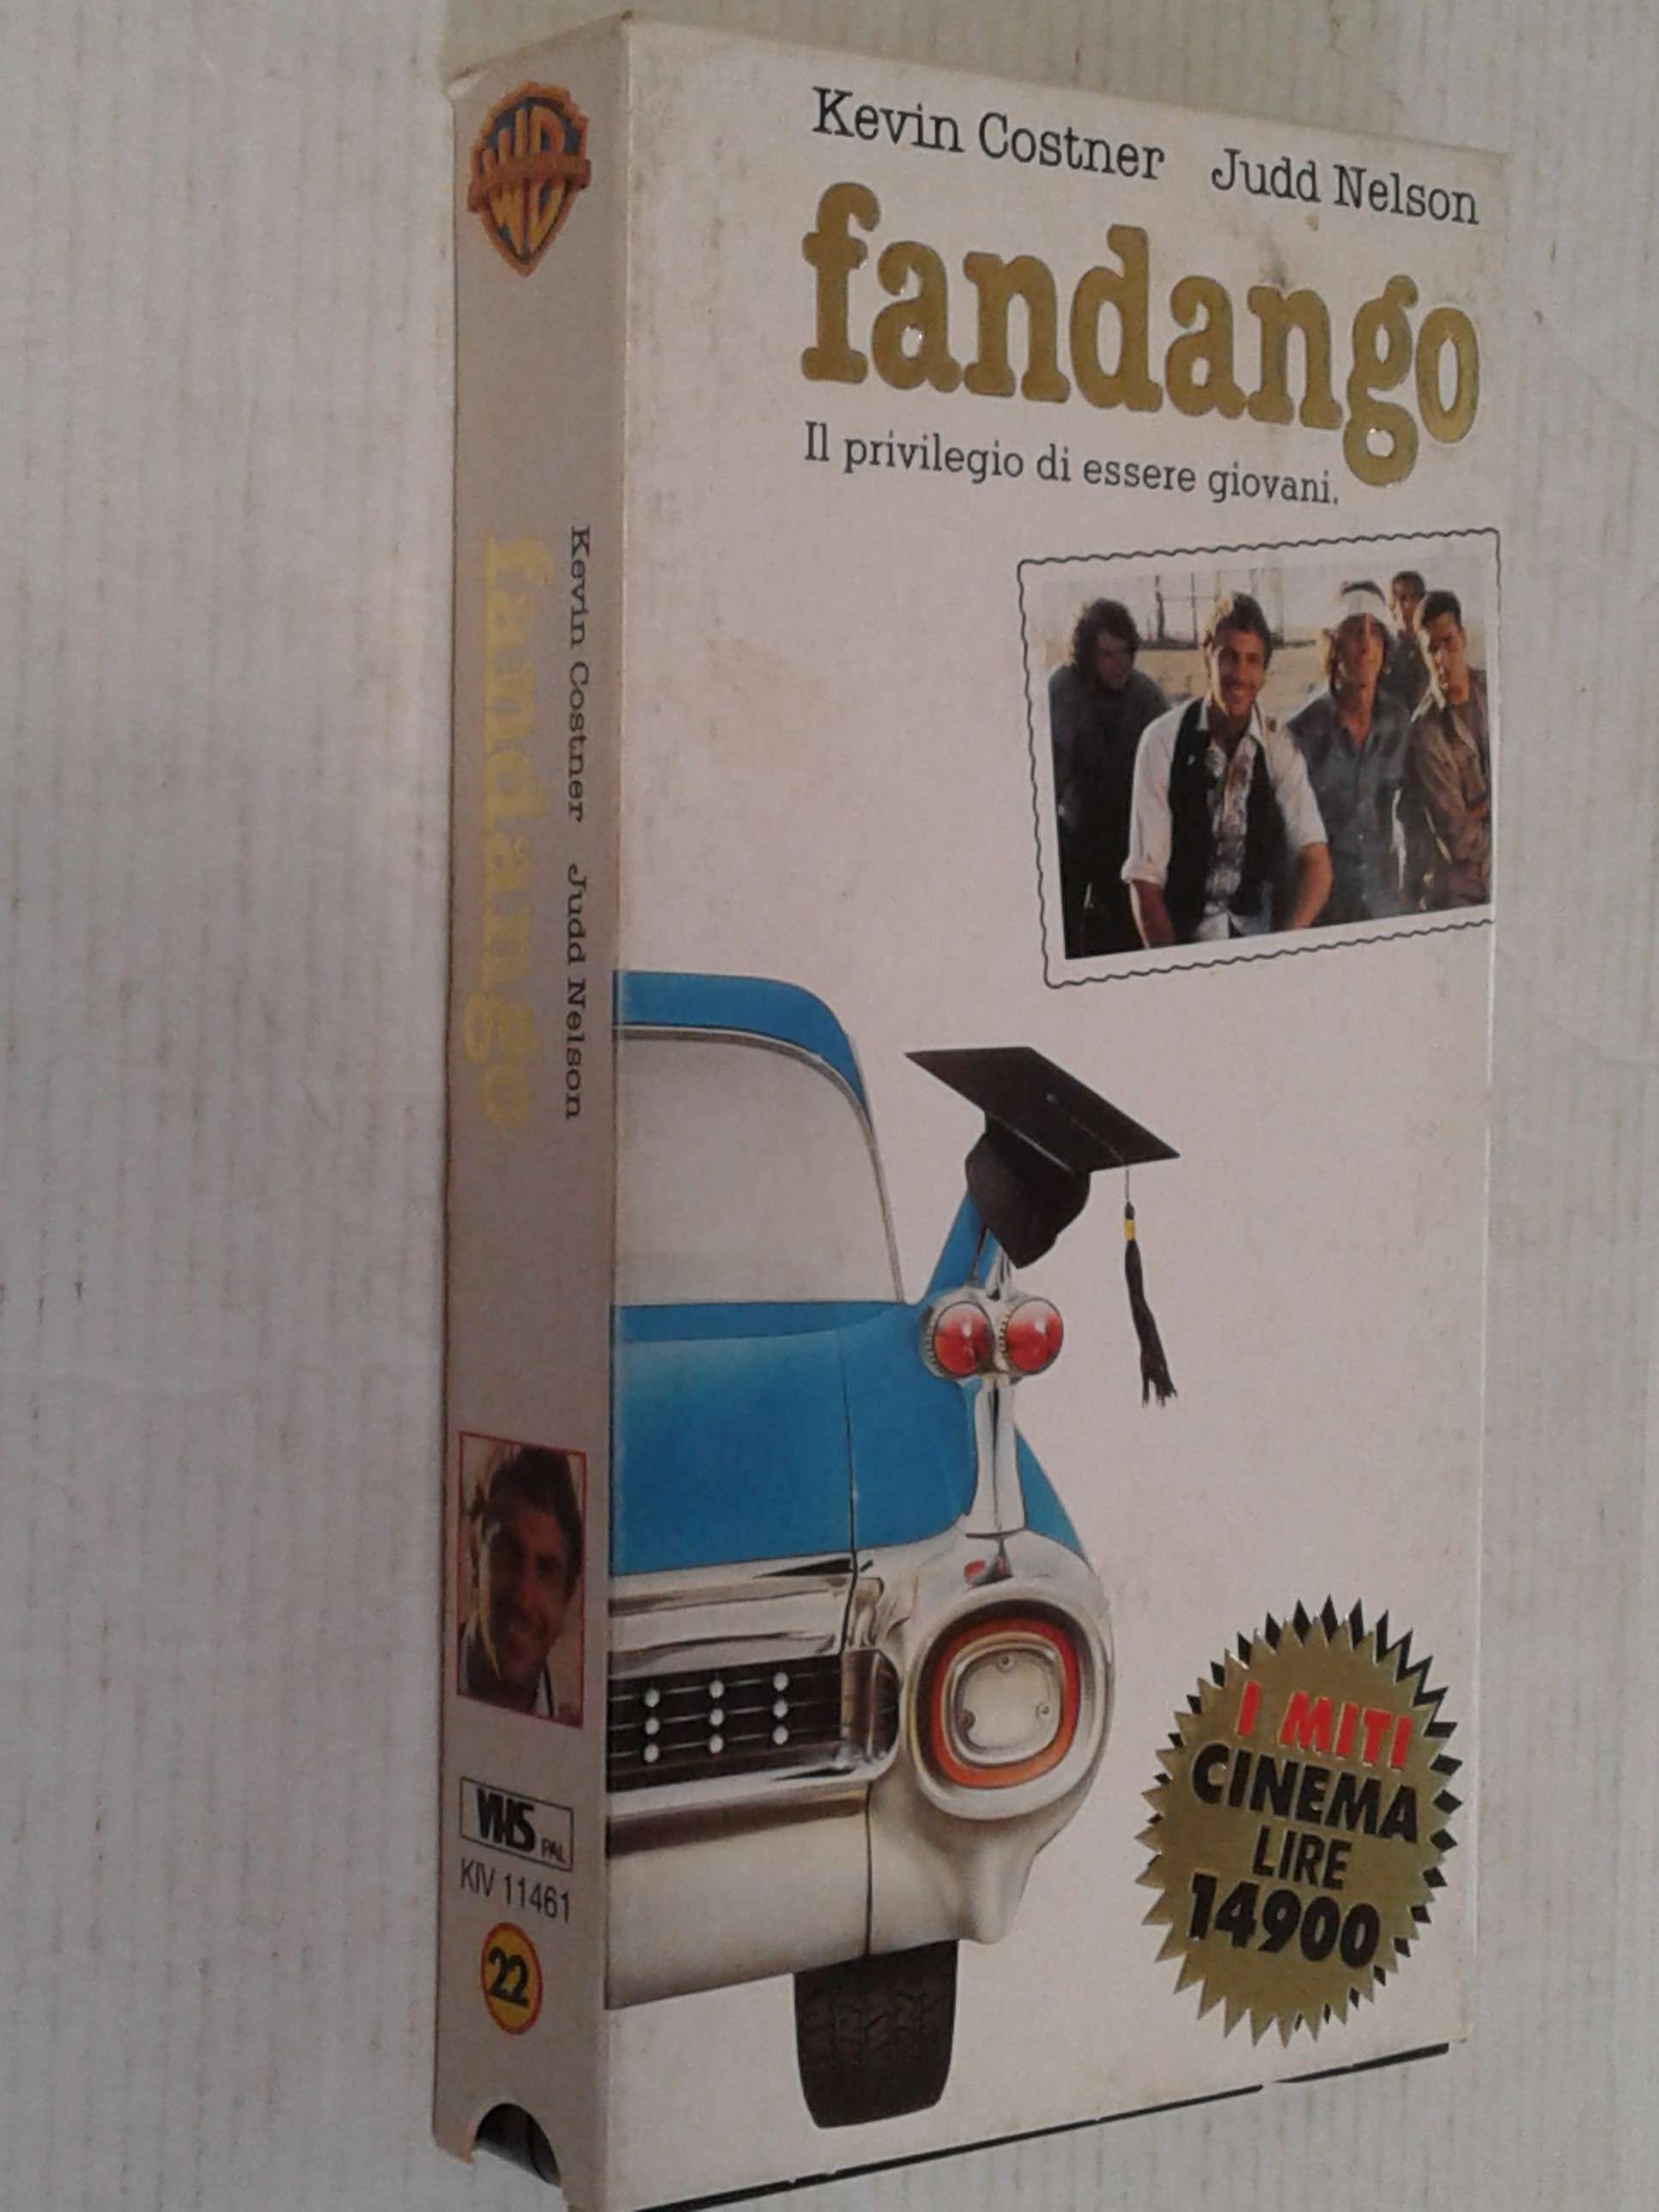 Kevin Costner Judd Nelson
fandango
Il privilegio di essere giovani.
I MITI
CINEMA
LIRE
14900
WB
Kevin Costner Judd Nelson
fandango
VHS PAL
KIV 11461
22